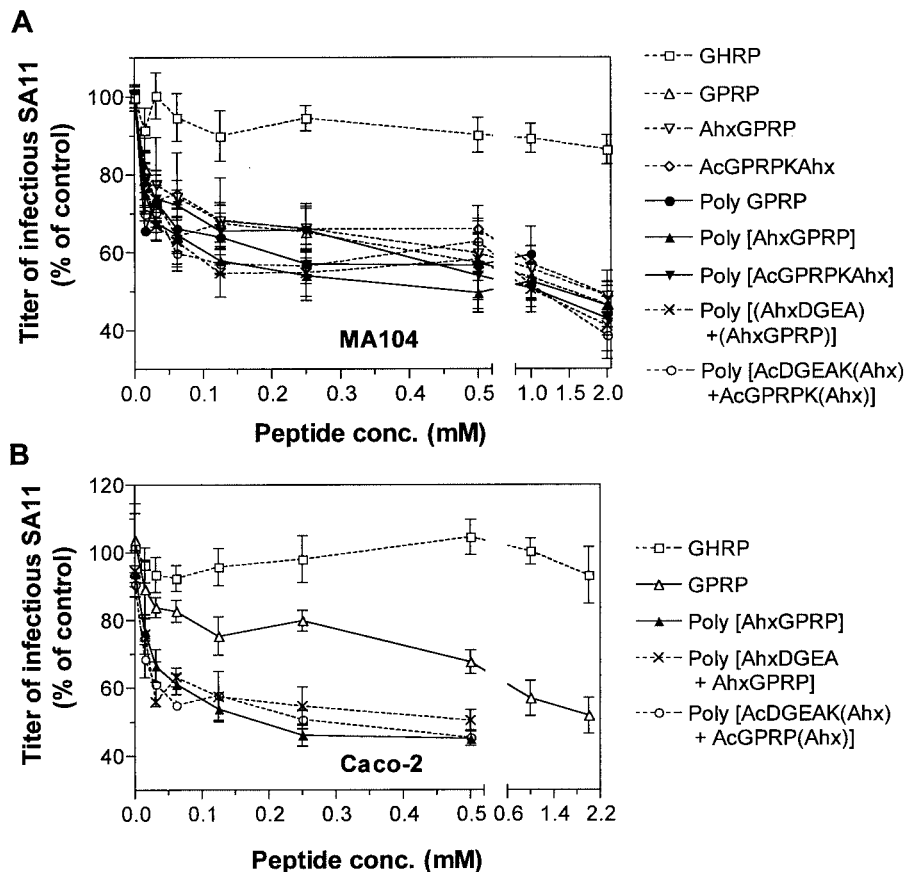 A
Titer of infectious SA11
(% of control)
100
80
60
40
MA104
0.0
0.1
0.2
0.3
0.4
0.5
1.0
1.5
2.0
Peptide conc. (mM)
GHRP
GPRP
AhxGPRP
AcGPRPKAhx
Poly GPRP
Poly [AhxGPRP]
Poly [AcGPRPKAhx]
Poly [(AhxDGEA)
+(AhxGPRP)]
Poly [AcDGEAK(Ahx)
+AcGPRPK(Ahx)]
B
Titer of infectious SA11
(% of control)
120
100
80
60
40
Caco-2
0.0
0.1
0.2
0.3
0.4
0.5
0.6
1.4
2.2
Peptide conc. (mM)
GHRP
GPRP
Poly [AhxGPRP]
Poly [AhxDGEA
+ AhxGPRP]
Poly [AcDGEAK(Ahx)
+ AcGPRP(Ahx)]